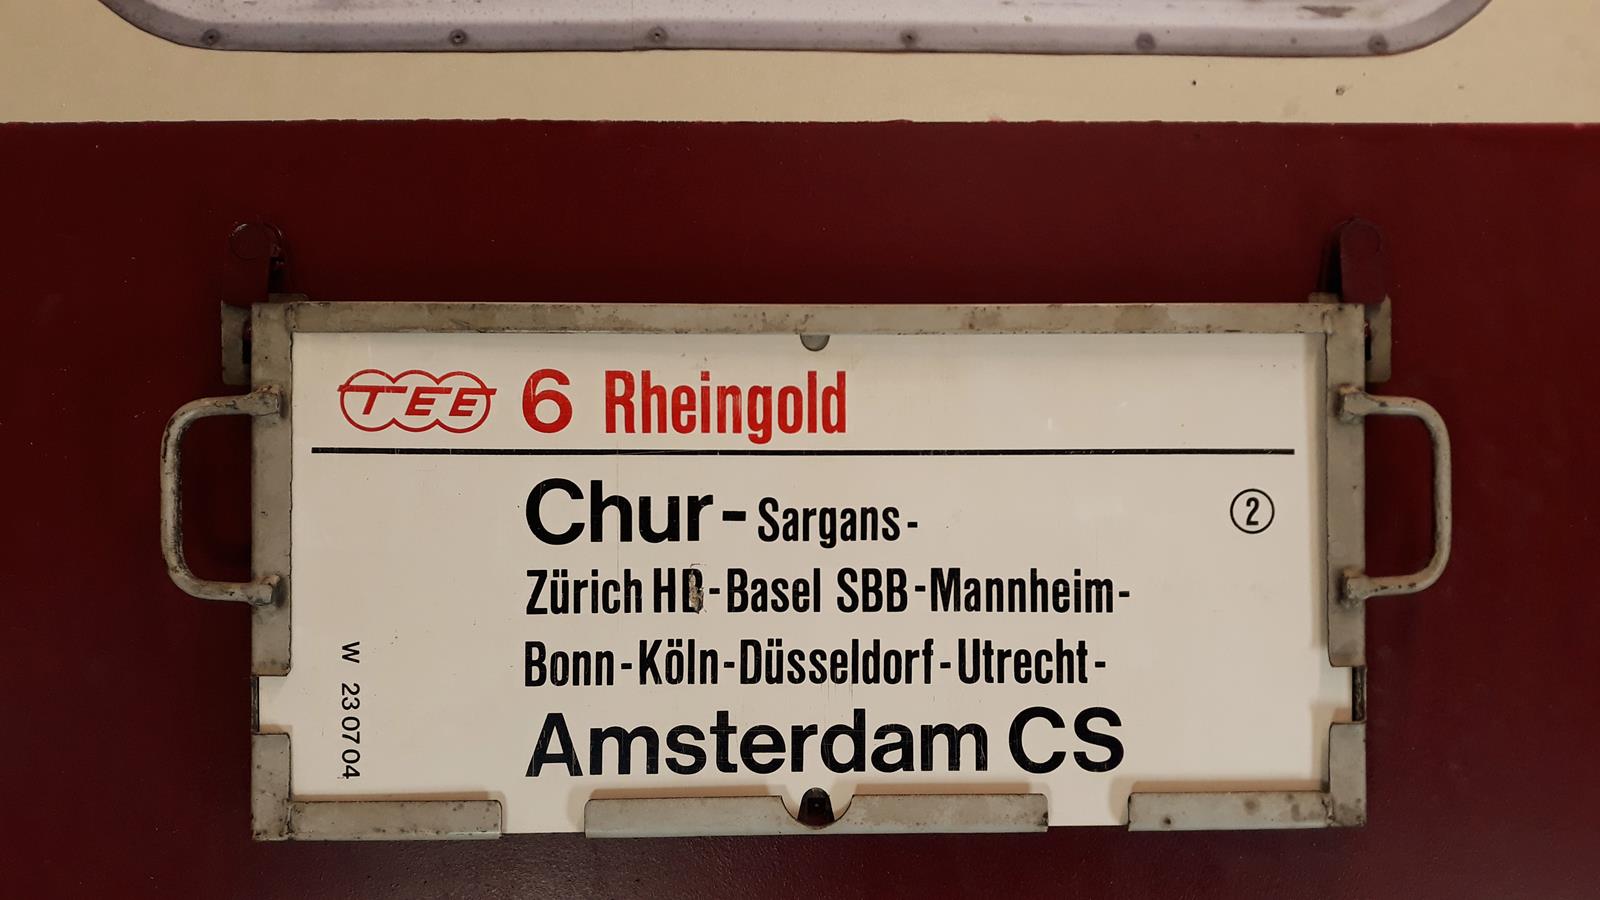 TEE 6 Rheingold
Chur - Sargans -
2
Zürich HB - Basel SBB - Mannheim -
Bonn - Köln - Düsseldorf - Utrecht -
Amsterdam CS
W 23 07 04